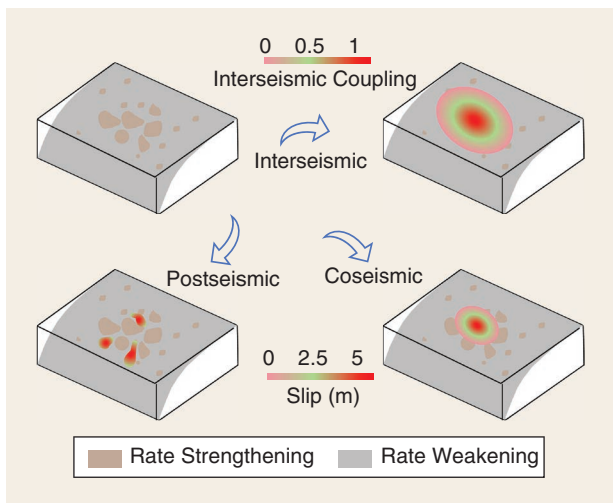 0 0.5 1
Interseismic Coupling
Interseismic
Postseismic
Coseismic
0 2.5 5
Slip (m)
Rate Strengthening
Rate Weakening